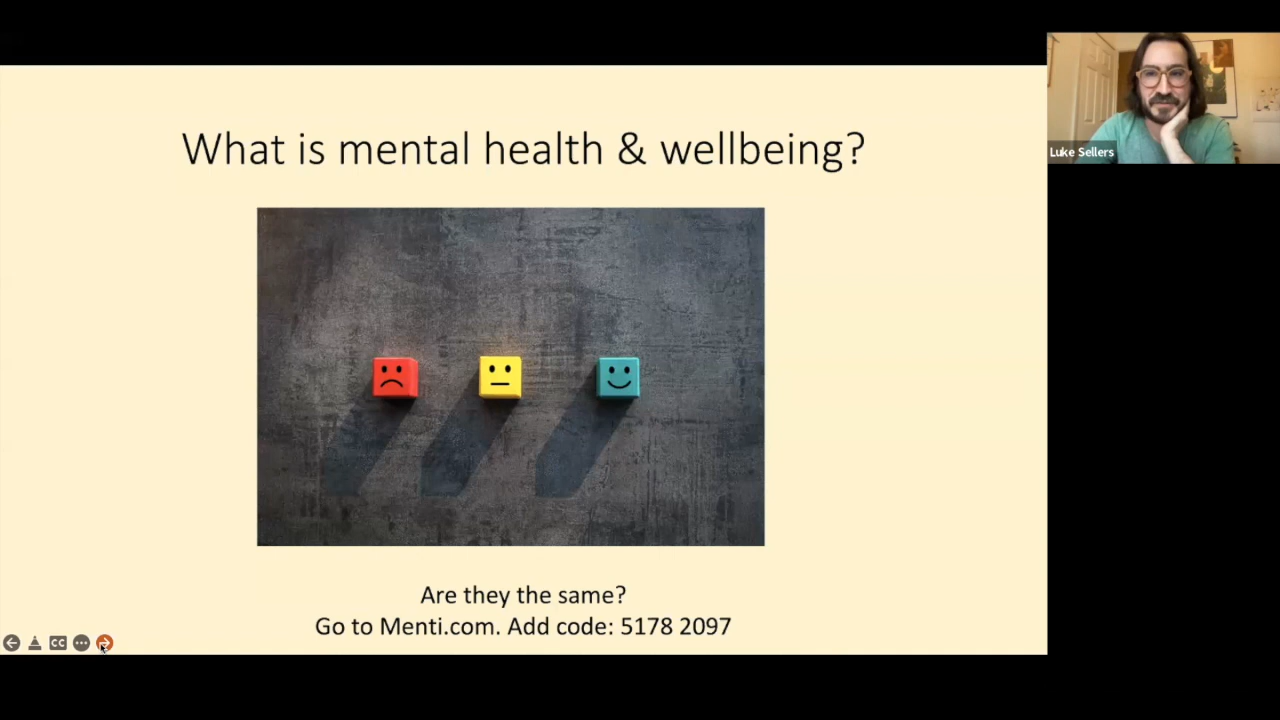 What is mental health & wellbeing?
Luke Sellers
Are they the same?
Go to Menti.com. Add code: 5178 2097
CC